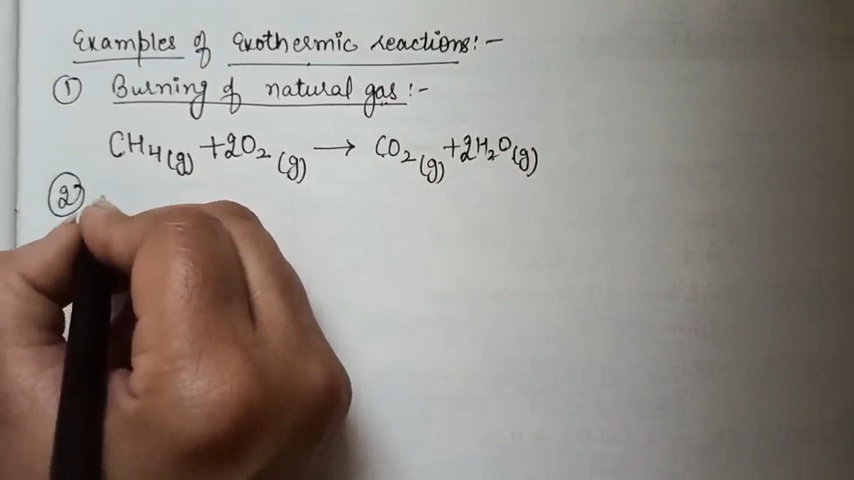 Examples of Exothermic reactions:-
① Burning of natural gas :-
CH₄(g) + 2O₂(g) → CO₂(g) + 2H₂O(g)
②